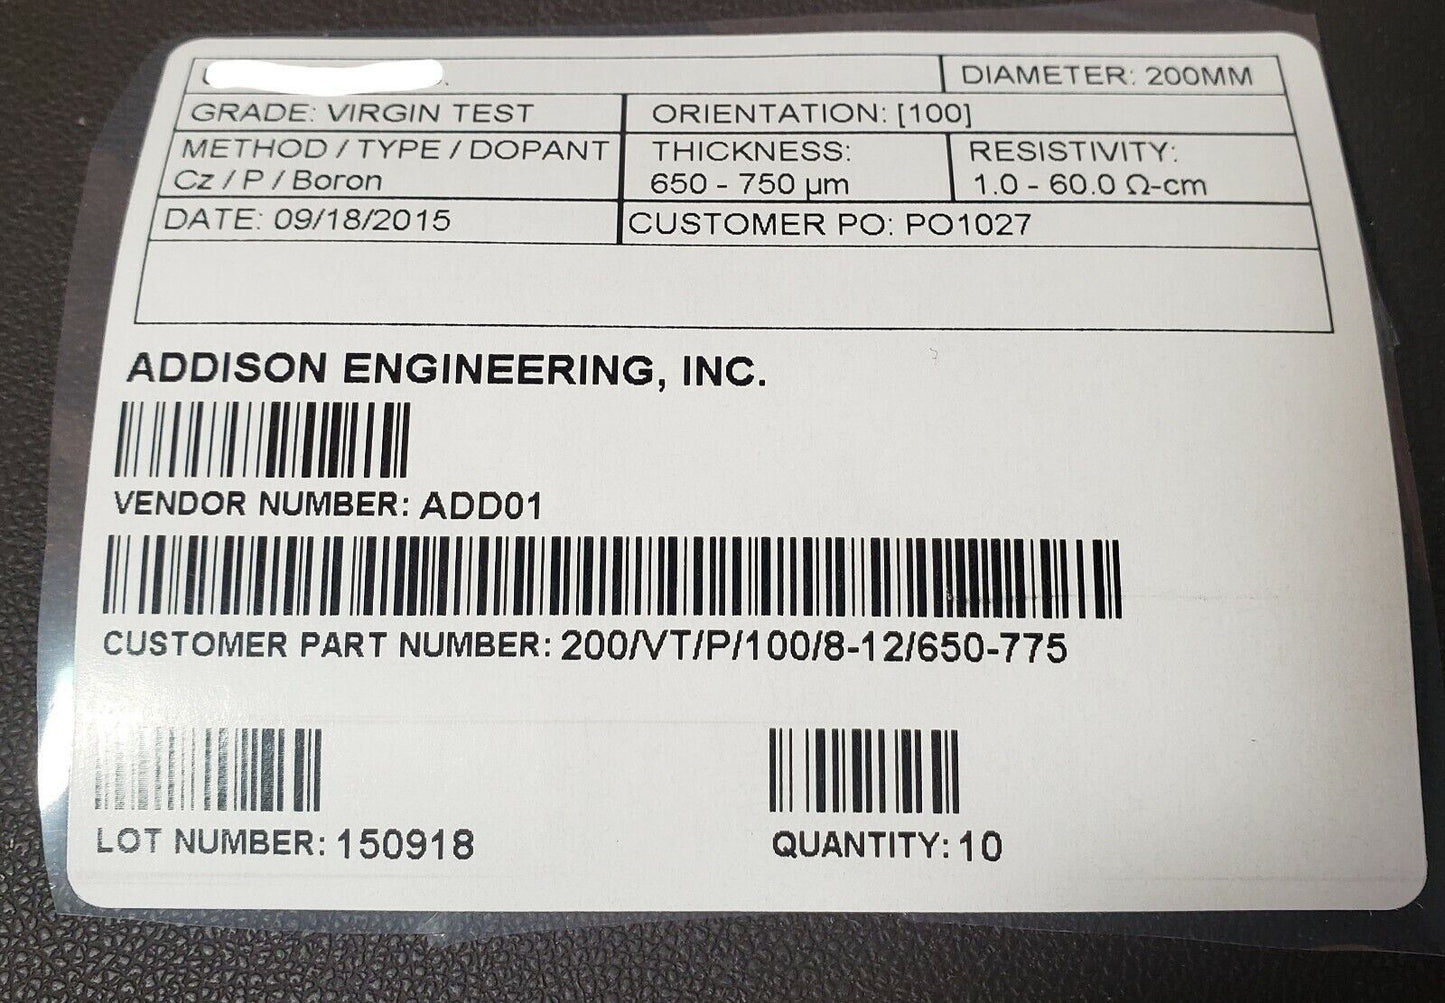 DIAMETER: 200MM
GRADE: VIRGIN TEST
ORIENTATION: [100]
METHOD / TYPE / DOPANT
Cz / P / Boron
THICKNESS:
650 - 750 µm
RESISTIVITY:
1.0 - 60.0 Ω-cm
DATE: 09/18/2015
CUSTOMER PO: PO1027
ADDISON ENGINEERING, INC.
VENDOR NUMBER: ADD01
CUSTOMER PART NUMBER: 200/VT/P/100/8-12/650-775
LOT NUMBER: 150918
QUANTITY: 10